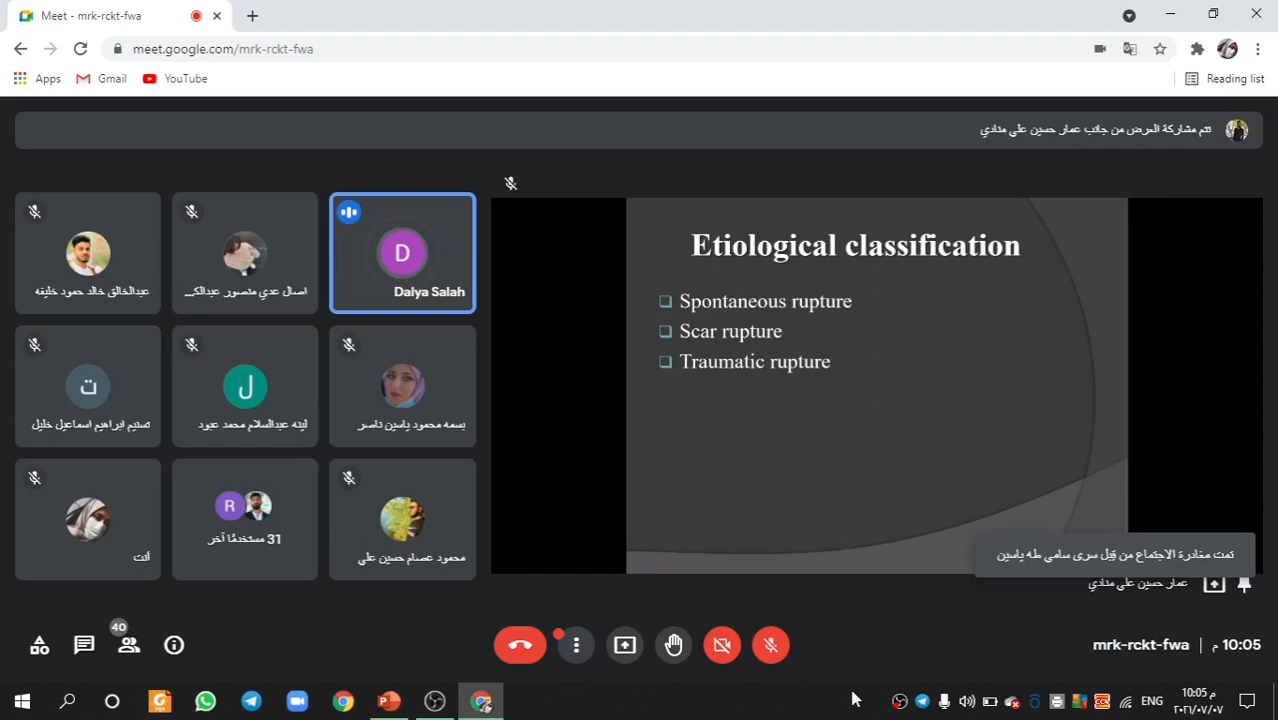 Meet - mrk-rckt-fwa
meet.google.com/mrk-rckt-fwa
Apps
Gmail
YouTube
Reading list
تتم مشاركة العرض من جانب عمار حسين علي منادي
عبدالخالق خالد حمود خليفه
اصال عدي منصور عبدالكـ...
D
Dalya Salah
ت
تسنيم ابراهيم اسماعيل خليل
ل
لينه عبدالسلام محمد عبود
بسمه محمود ياسين ناصر
أنت
R
31 مستخدمًا آخر
محمود عصام حسين علي
Etiological classification
Spontaneous rupture
Scar rupture
Traumatic rupture
تمت مغادرة الاجتماع من قِبل سرى سامي طه ياسين
عمار حسين علي منادي
40
mrk-rckt-fwa | 10:05 م
ENG
10:05 م
٢٠٢١/٠٧/٠٧